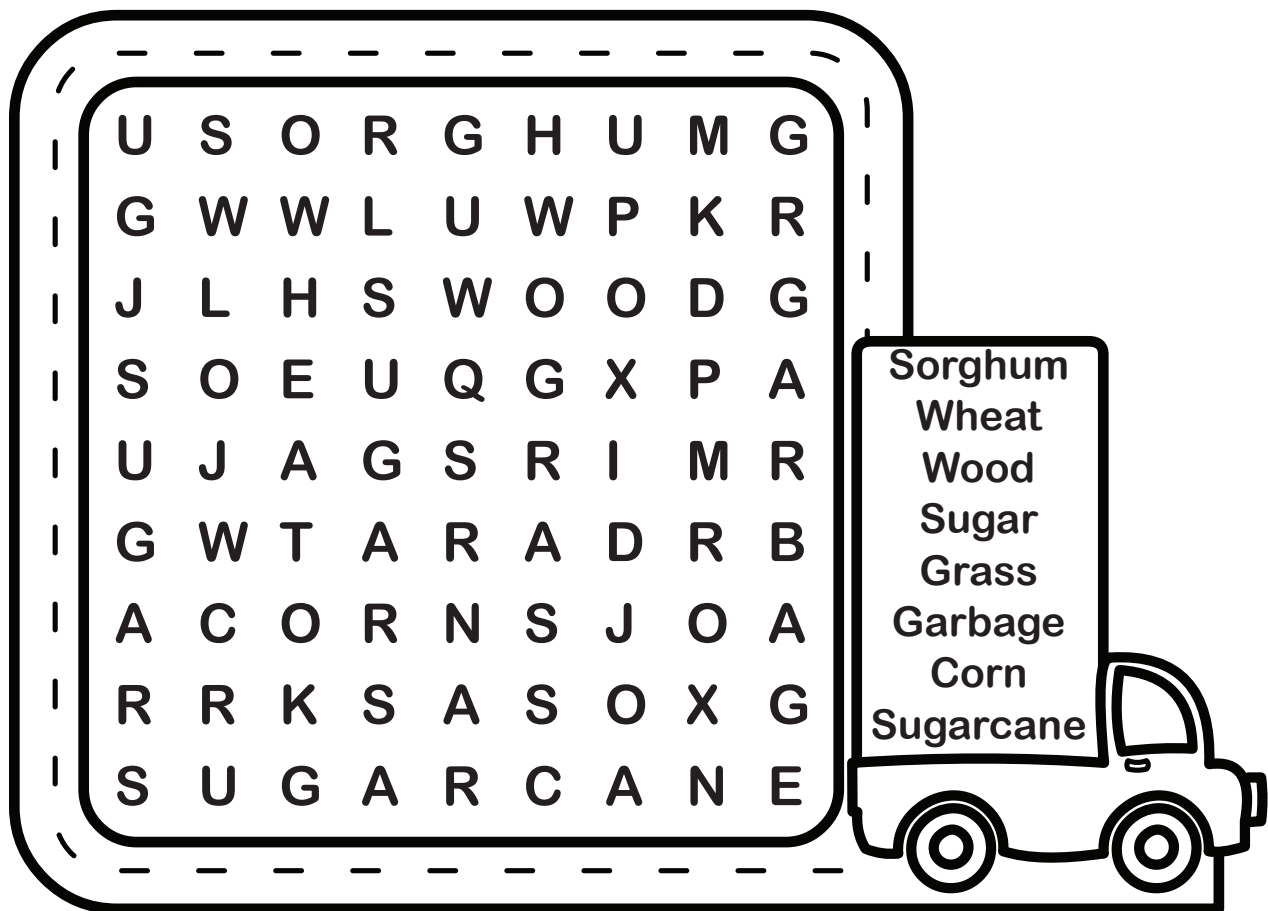 U S O R G H U M G
G W W L U W P K R
J L H S W O O D G
S O E U Q G X P A
U J A G S R I M R
G W T A R A D R B
A C O R N S J O A
R R K S A S O X G
S U G A R C A N E
Sorghum
Wheat
Wood
Sugar
Grass
Garbage
Corn
Sugarcane